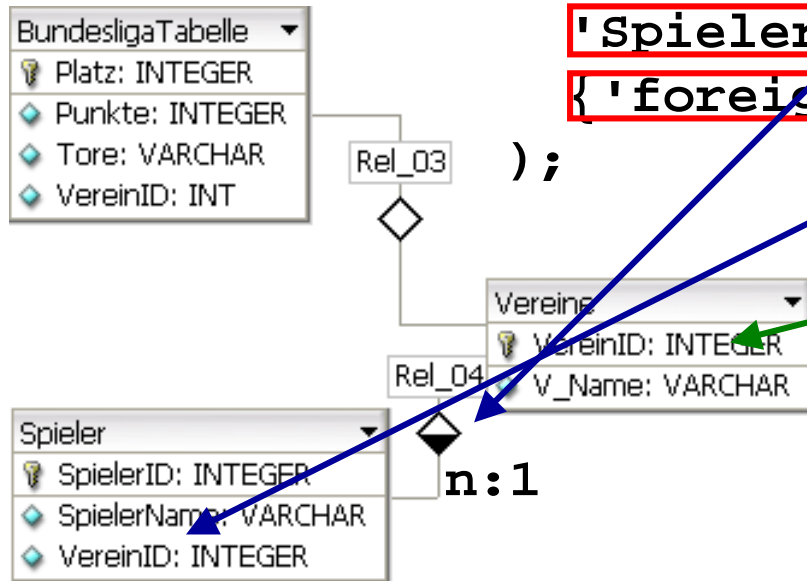 BundesligaTabelle
Platz: INTEGER
Punkte: INTEGER
Tore: VARCHAR
VereinID: INT
'Spieler
{'foreig
);
Rel_03
Vereine
VereinID: INTEGER
V_Name: VARCHAR
Rel_04
n:1
Spieler
SpielerID: INTEGER
SpielerName: VARCHAR
VereinID: INTEGER